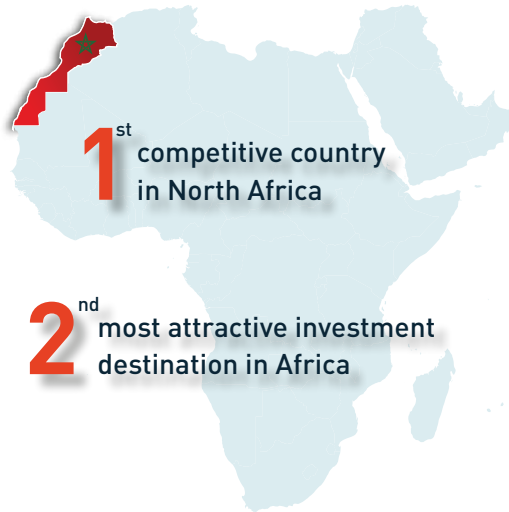 1st competitive country
in North Africa
2nd most attractive investment
destination in Africa